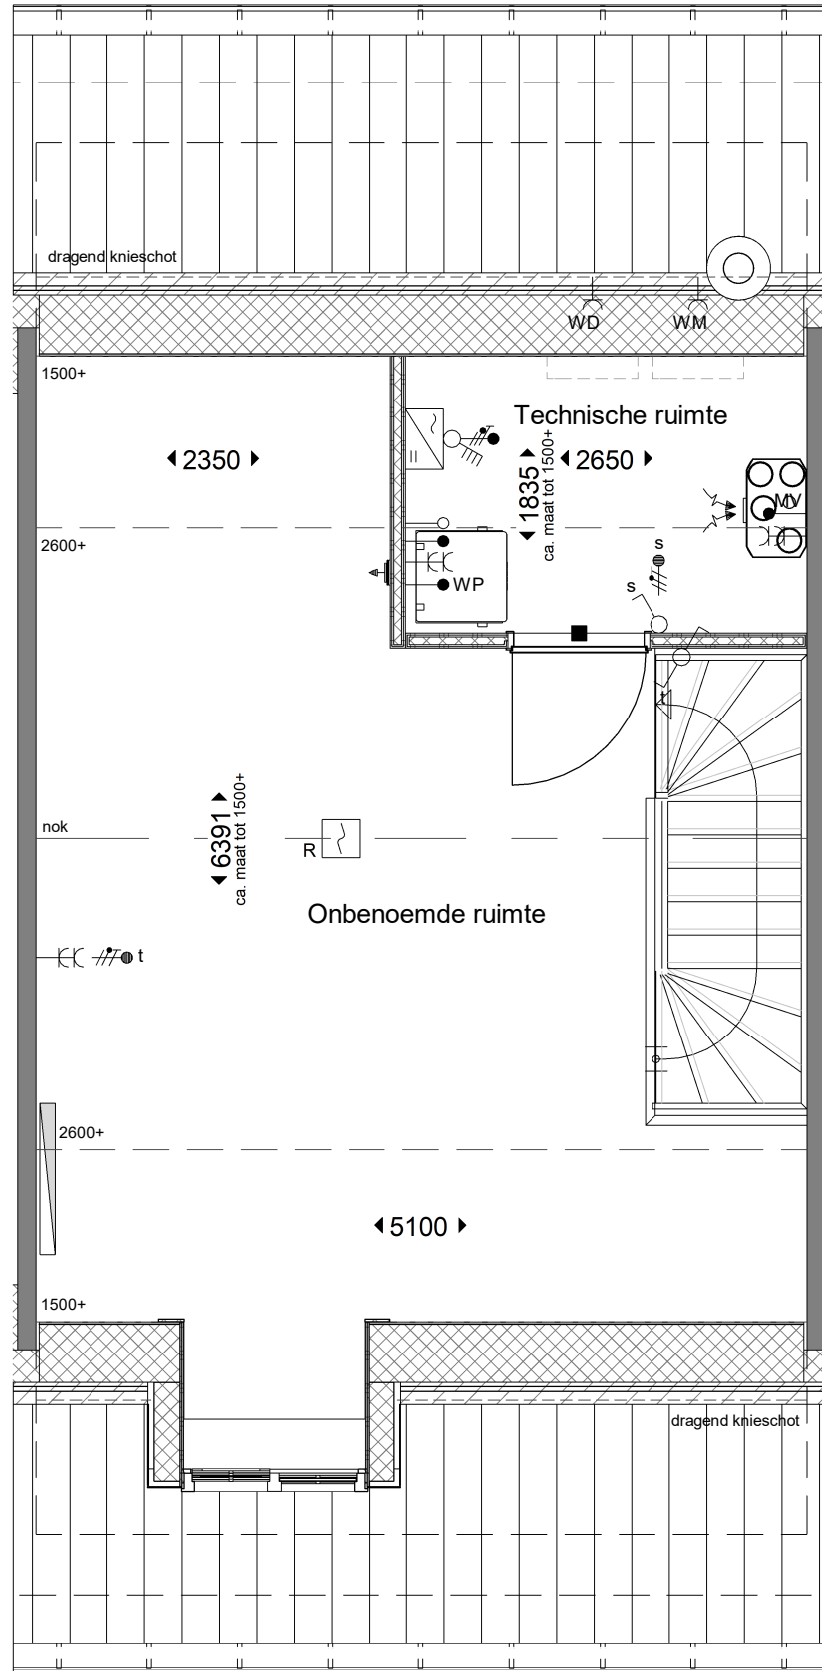 dragend knieschot
WD
WM
1500+
Technische ruimte
2350
1835
ca. maat tot 1500+
2650
MV
2600+
s
WP
s
t
nok
6391
ca. maat tot 1500+
R
Onbenoemde ruimte
t
2600+
5100
1500+
dragend knieschot